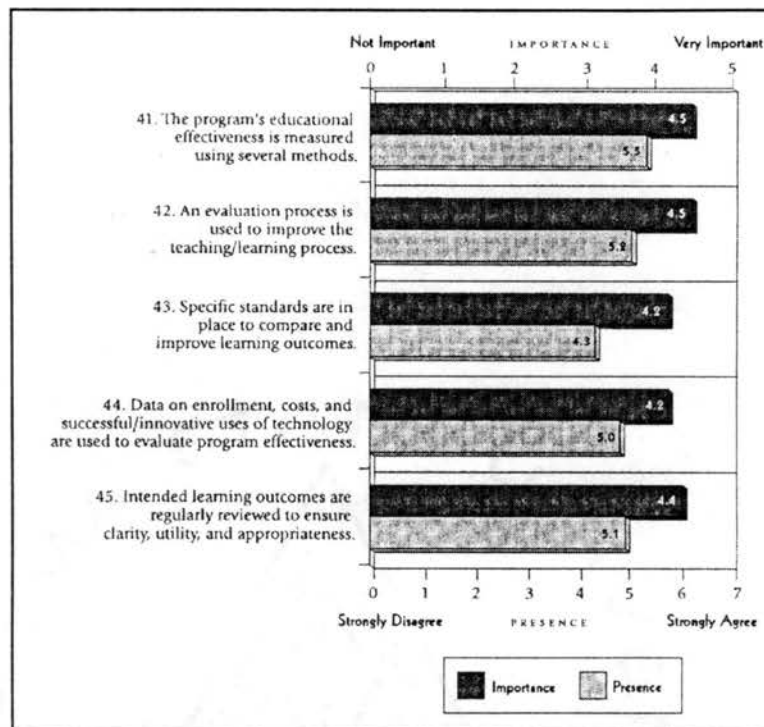 Not Important IMPORTANCE Very Important
0 1 2 3 4 5
41. The program's educational
effectiveness is measured
using several methods.
4.5
5.5
42. An evaluation process is
used to improve the
teaching/learning process.
4.5
5.2
43. Specific standards are in
place to compare and
improve learning outcomes.
4.2
4.3
44. Data on enrollment, costs, and
successful/innovative uses of technology
are used to evaluate program effectiveness.
4.2
5.0
45. Intended learning outcomes are
regularly reviewed to ensure
clarity, utility, and appropriateness.
4.4
5.1
0 1 2 3 4 5 6 7
Strongly Disagree PRESENCE Strongly Agree
Importance Presence